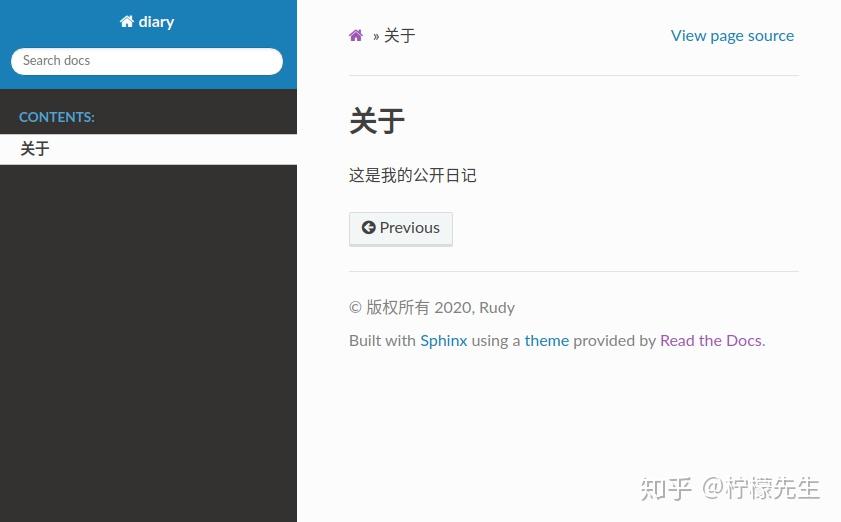 diary
Search docs
CONTENTS:
关于
» 关于
View page source
关于
这是我的公开日记
Previous
© 版权所有 2020, Rudy
Built with Sphinx using a theme provided by Read the Docs.
知乎 @柠檬先生